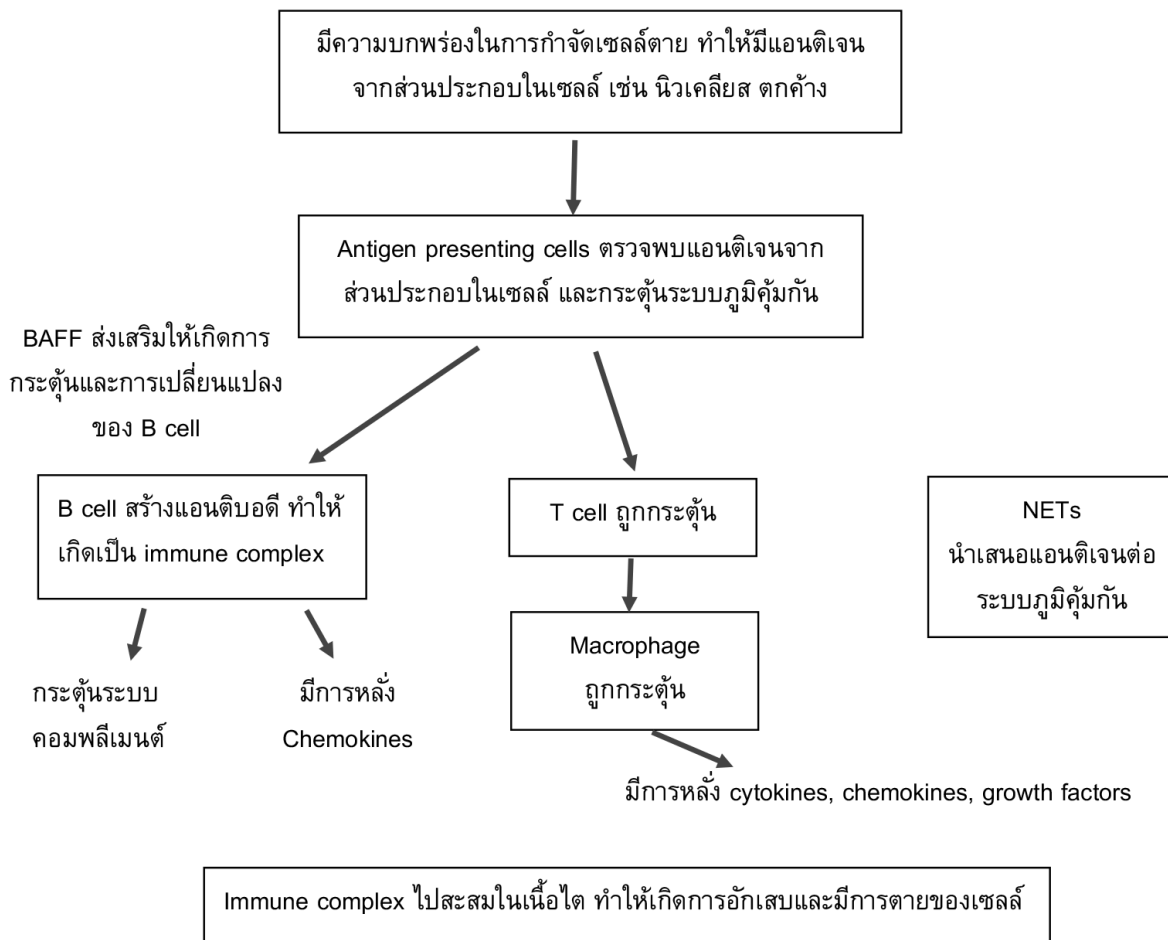 มีความบกพร่องในการกำจัดเซลล์ตาย ทำให้มีแอนติเจน
จากส่วนประกอบในเซลล์ เช่น นิวเคลียส ตกค้าง
Antigen presenting cells ตรวจพบแอนติเจนจาก
ส่วนประกอบในเซลล์ และกระตุ้นระบบภูมิคุ้มกัน
BAFF ส่งเสริมให้เกิดการ
กระตุ้นและการเปลี่ยนแปลง
ของ B cell
B cell สร้างแอนติบอดี ทำให้
เกิดเป็น immune complex
T cell ถูกกระตุ้น
NETs
นำเสนอแอนติเจนต่อ
ระบบภูมิคุ้มกัน
Macrophage
ถูกกระตุ้น
กระตุ้นระบบ
คอมพลีเมนต์
มีการหลั่ง
Chemokines
มีการหลั่ง cytokines, chemokines, growth factors
Immune complex ไปสะสมในเนื้อไต ทำให้เกิดการอักเสบและมีการตายของเซลล์